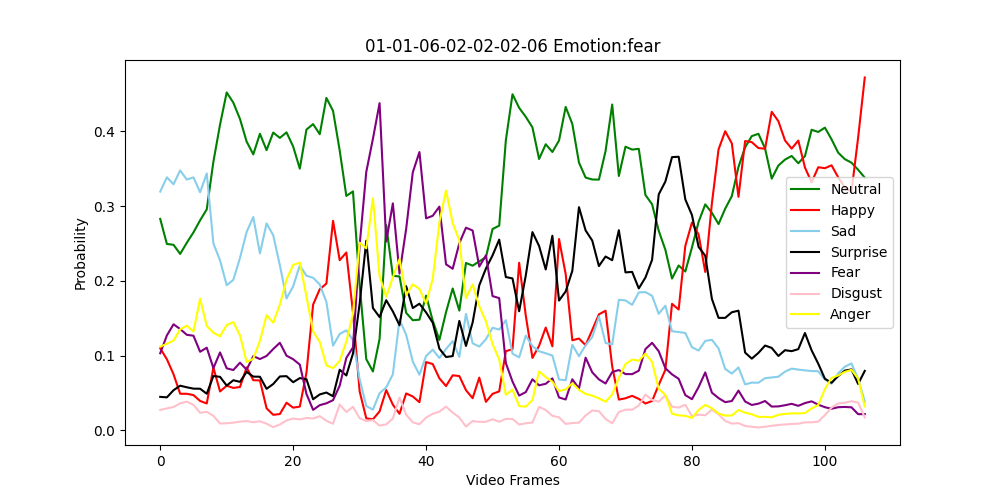 01-01-06-02-02-02-06 Emotion:fear
Probability
0.4
0.3
0.2
0.1
0.0
0
20
40
60
80
100
Video Frames
Neutral
Happy
Sad
Surprise
Fear
Disgust
Anger